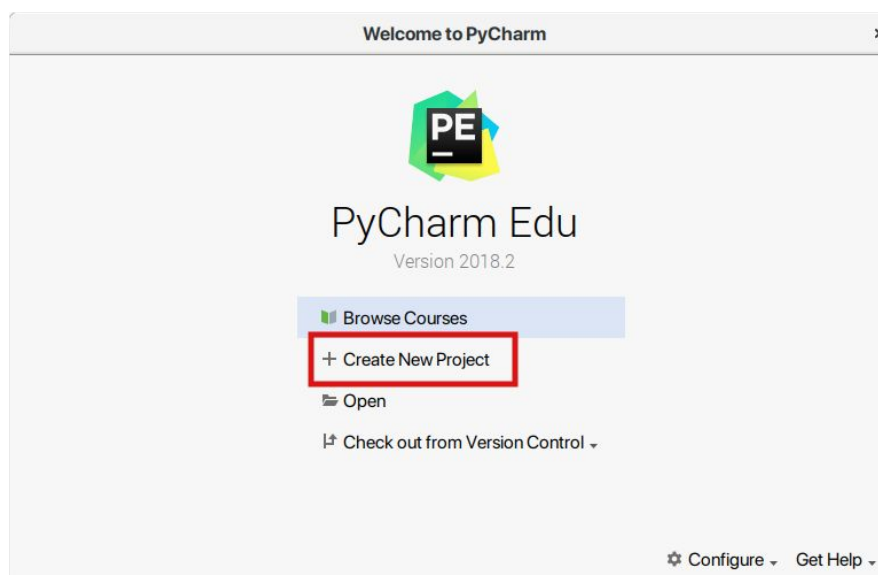 Welcome to PyCharm
PE
PyCharm Edu
Version 2018.2
Browse Courses
+ Create New Project
Open
Check out from Version Control
Configure Get Help